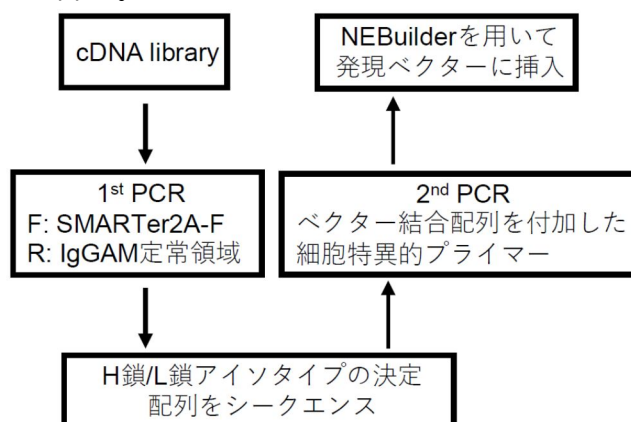 cDNA library
1st PCR
F: SMARTer2A-F
R: IgGAM定常領域
H鎖/L鎖アイソタイプの決定
配列をシークエンス
2nd PCR
ベクター結合配列を付加した
細胞特異的プライマー
NEBuilderを用いて
発現ベクターに挿入